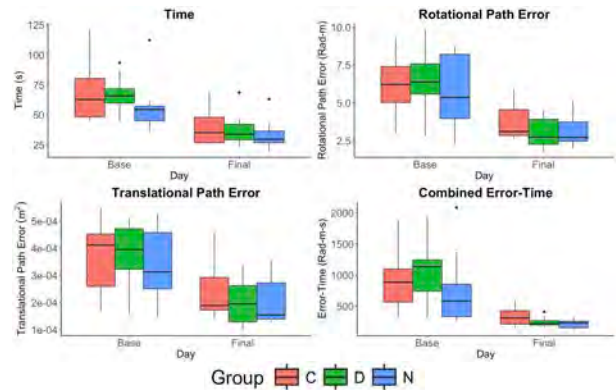 Time
Time (s)
125
100
75
50
25
Base
Final
Day
Rotational Path Error
Rotational Path Error (Rad-m)
10.0
7.5
5.0
2.5
Base
Final
Day
Translational Path Error
Translational Path Error (m²)
5e-04
4e-04
3e-04
2e-04
1e-04
Base
Final
Day
Combined Error-Time
Error-Time (Rad-m-s)
2000
1500
1000
500
Base
Final
Day
Group C D N